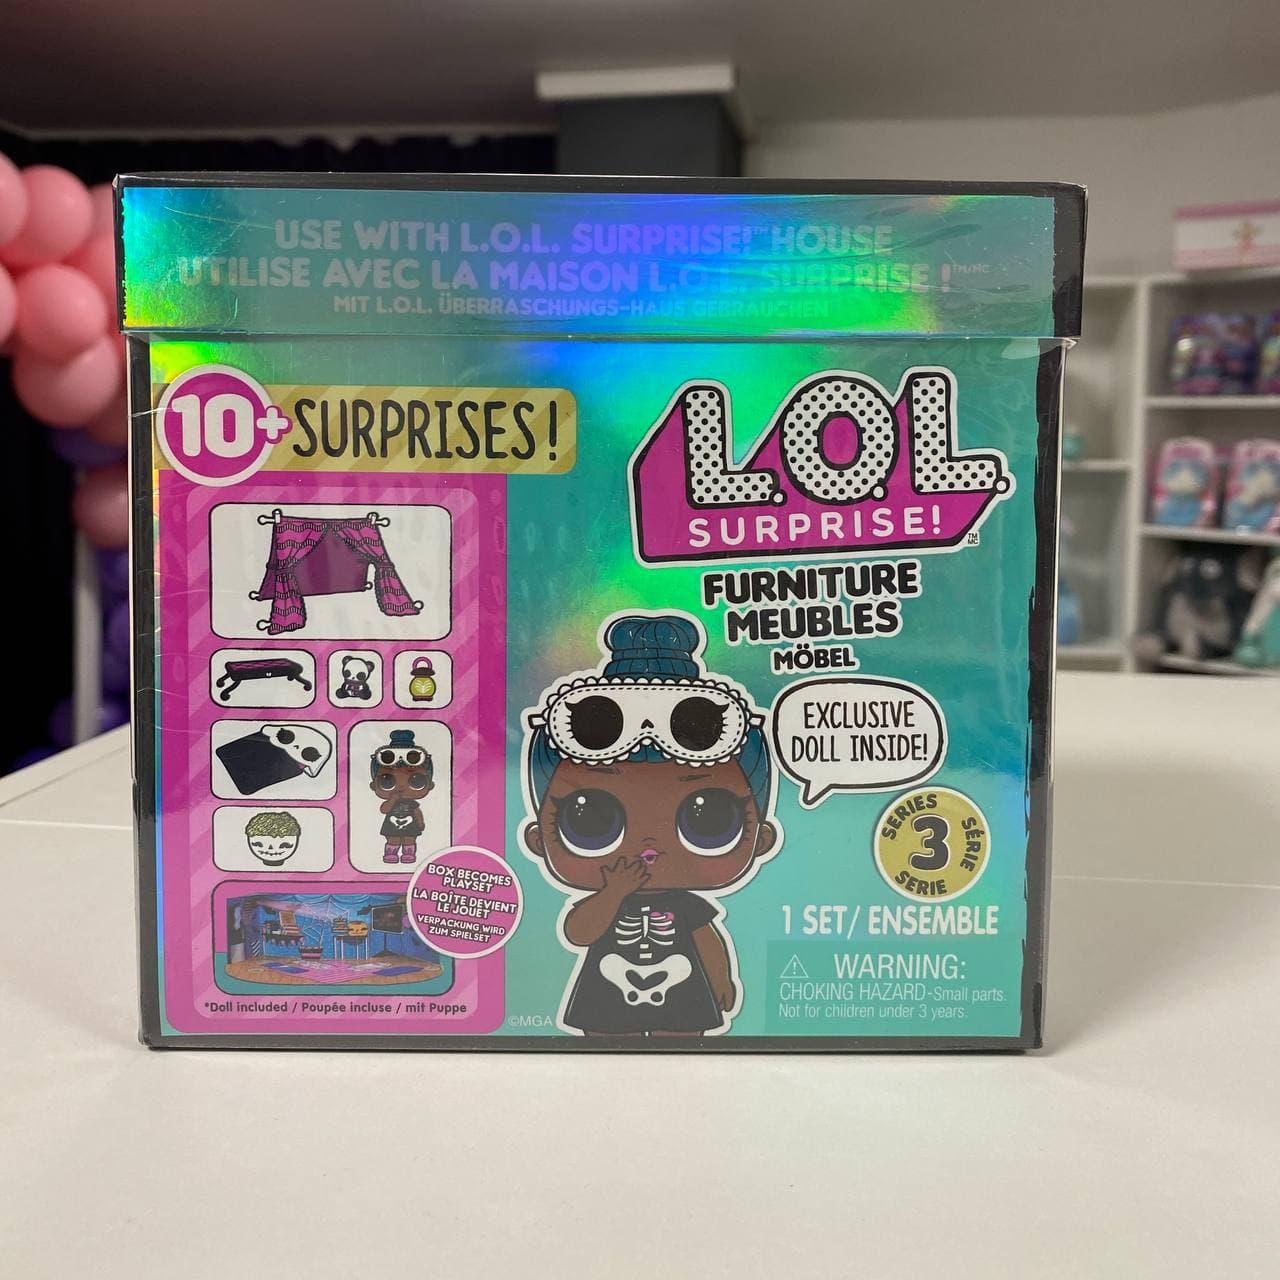 USE WITH L.O.L. SURPRISE!™ HOUSE
UTILISE AVEC LA MAISON L.O.L. SURPRISE !™/MC
MIT L.O.L. ÜBERRASCHUNGS-HAUS GEBRAUCHEN
10+ SURPRISES!
L.O.L.
SURPRISE!
TM
MC
FURNITURE
MEUBLES
MÖBEL
EXCLUSIVE
DOLL INSIDE!
SERIES
3
SÉRIE
SERIE
BOX BECOMES
PLAYSET
LA BOÎTE DEVIENT
LE JOUET
VERPACKUNG WIRD
ZUM SPIELSET
1 SET/ ENSEMBLE
WARNING:
CHOKING HAZARD-Small parts.
Not for children under 3 years.
*Doll included / Poupée incluse / mit Puppe
©MGA